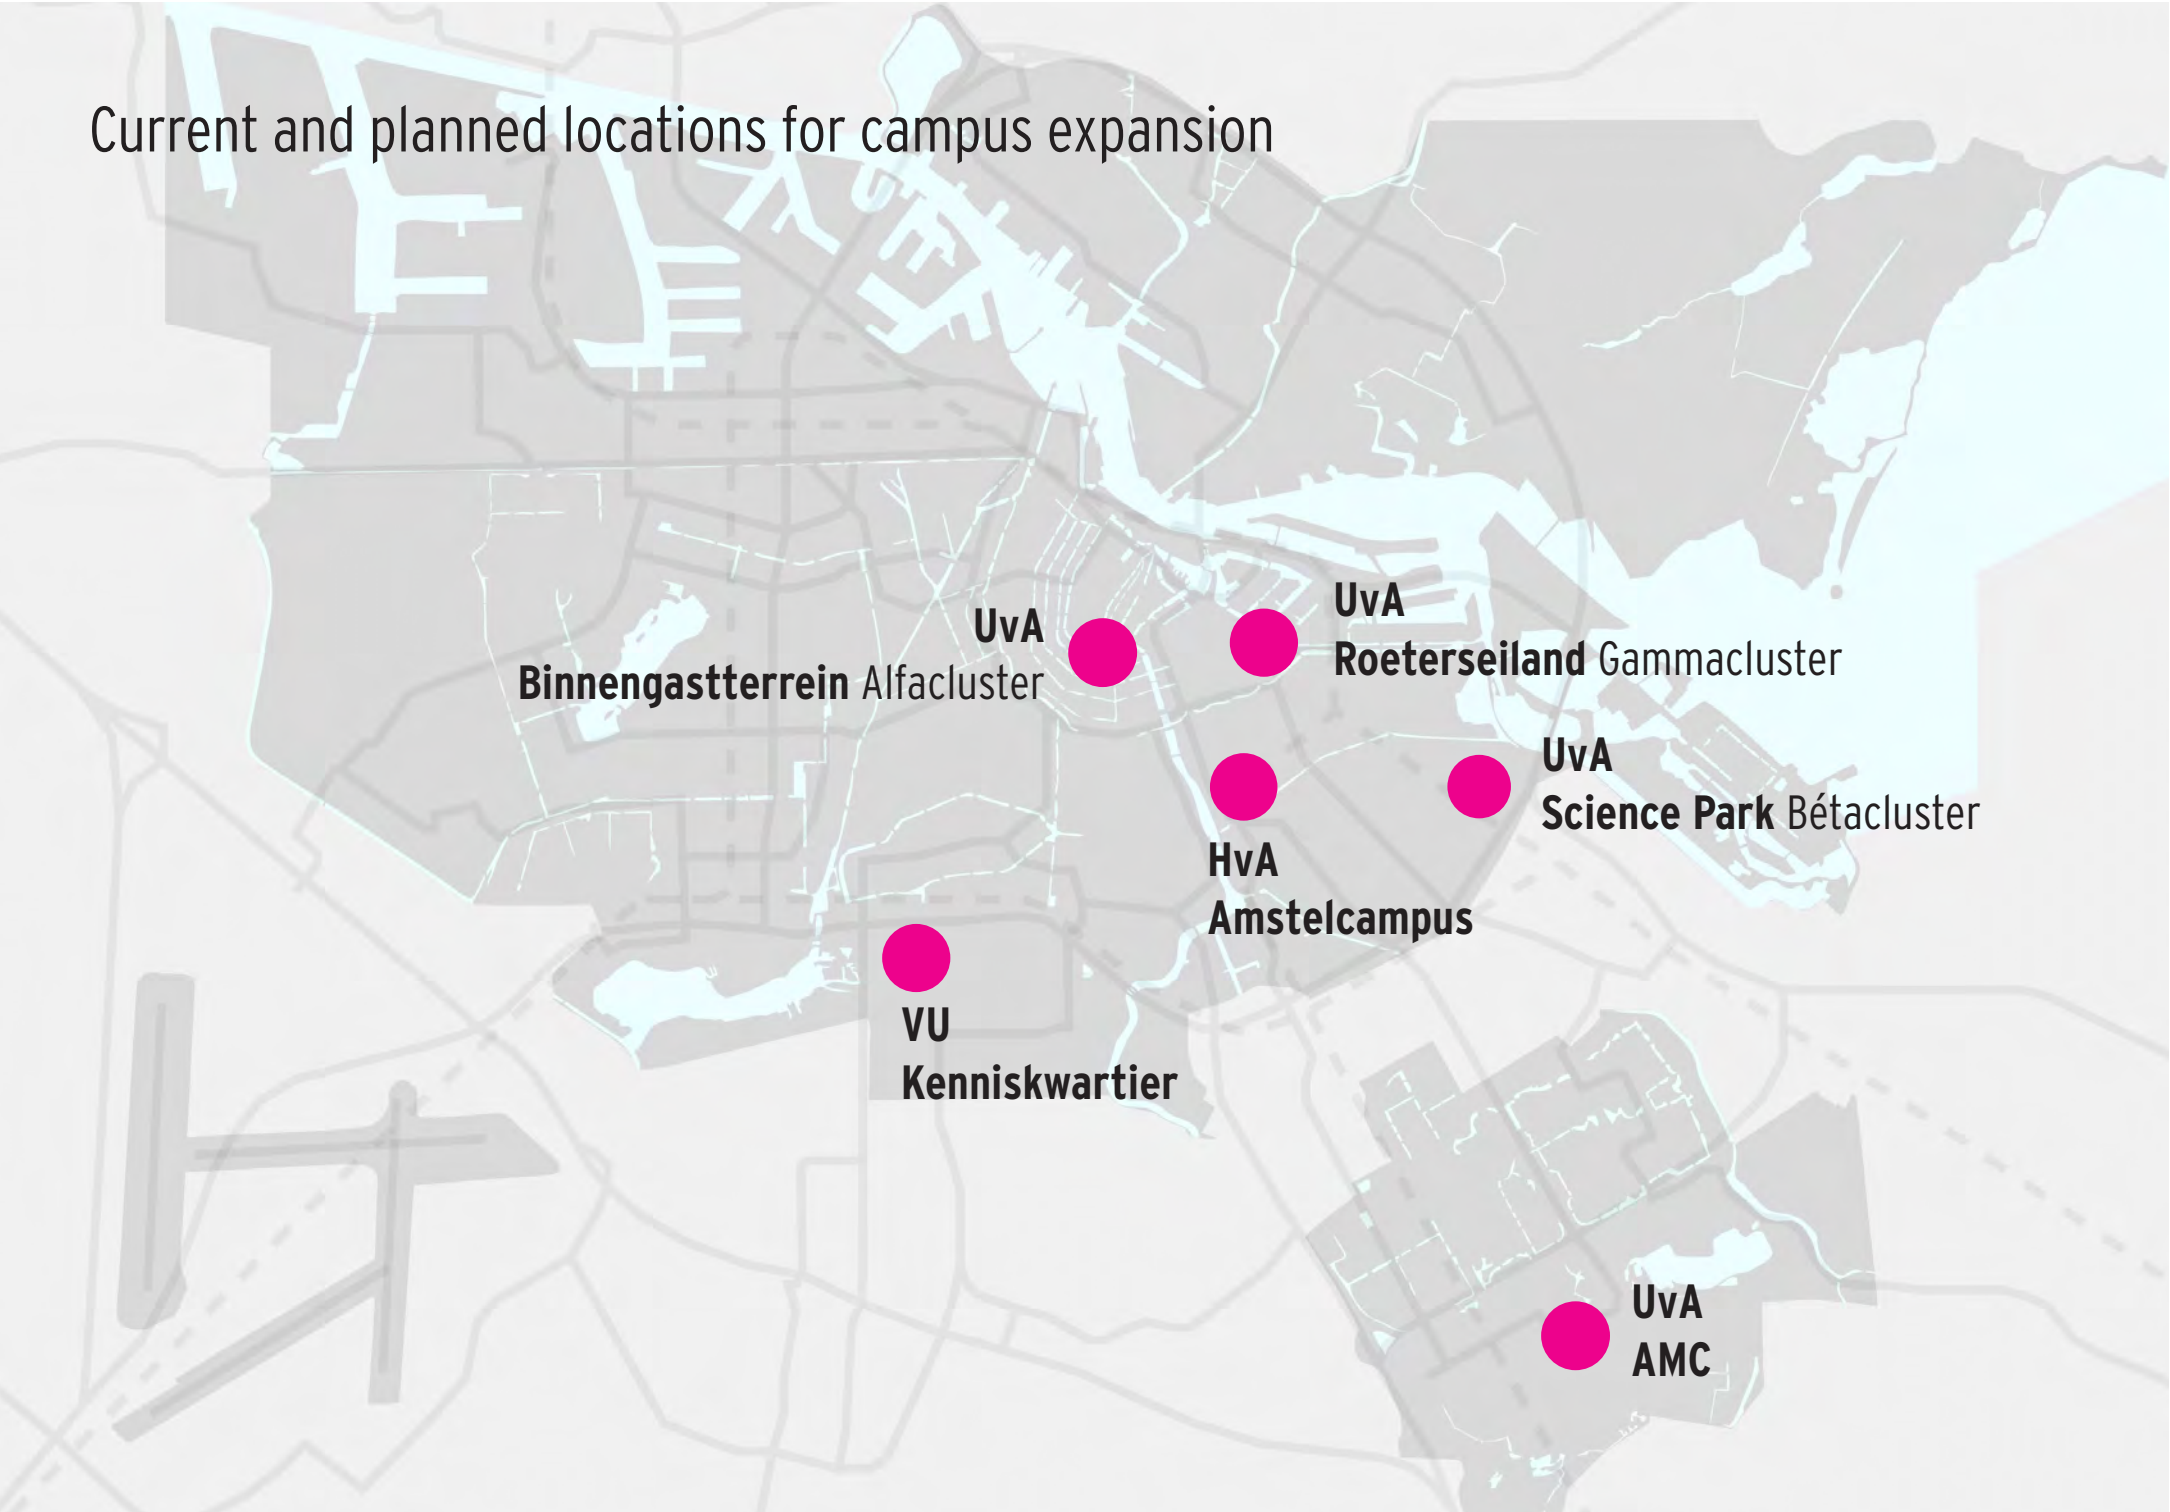 Current and planned locations for campus expansion
UvA
Binnengastterrein Alfacluster
UvA
Roeterseiland Gammacluster
UvA
Science Park Bétacluster
HvA
Amstelcampus
VU
Kenniskwartier
UvA
AMC